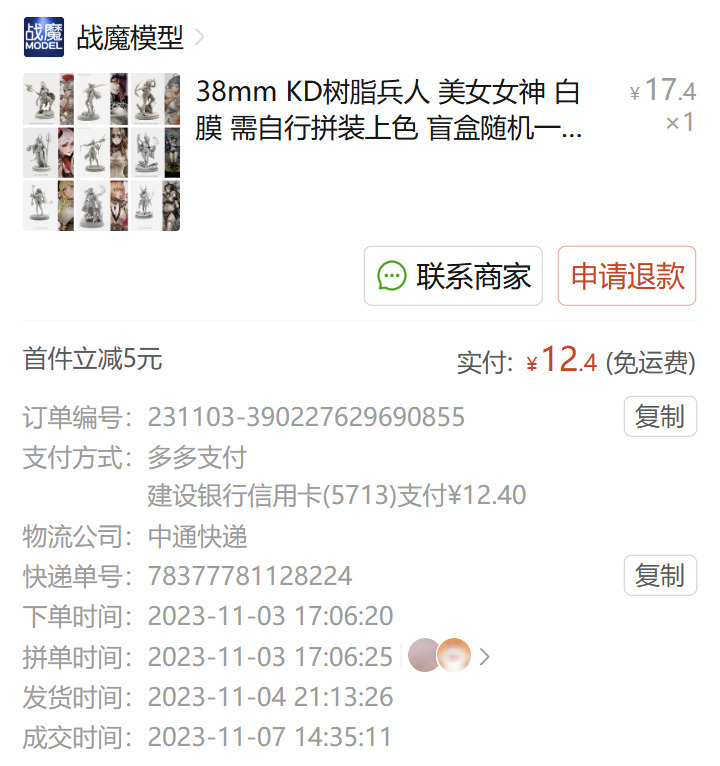 战魔
MODEL
战魔模型
38mm KD树脂兵人 美女女神 白
膜 需自行拼装上色 盲盒随机一...
¥17.4
×1
联系商家
申请退款
首件立减5元
实付: ¥12.4 (免运费)
订单编号: 231103-390227629690855
复制
支付方式: 多多支付
建设银行信用卡(5713)支付¥12.40
物流公司: 中通快递
快递单号: 78377781128224
复制
下单时间: 2023-11-03 17:06:20
拼单时间: 2023-11-03 17:06:25
发货时间: 2023-11-04 21:13:26
成交时间: 2023-11-07 14:35:11